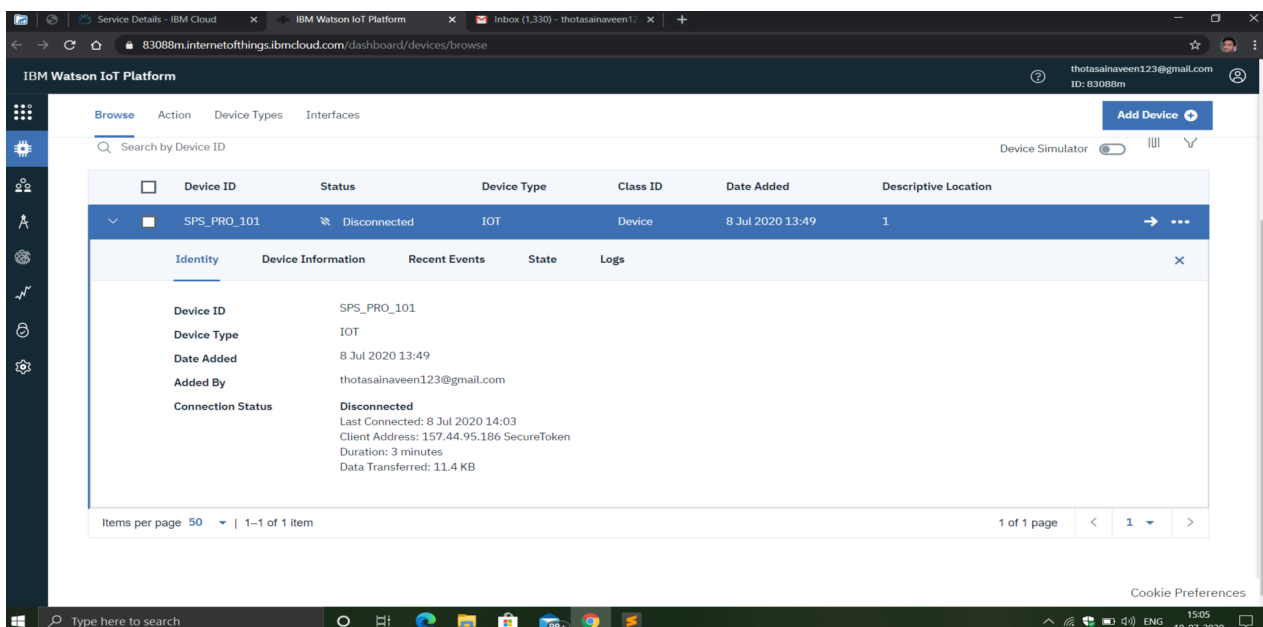 Service Details - IBM Cloud
IBM Watson IoT Platform
Inbox (1,330) - thotasainaveen12
83088m.internetofthings.ibmcloud.com/dashboard/devices/browse
IBM Watson IoT Platform
thotasainaveen123@gmail.com
ID: 83088m
Browse Action Device Types Interfaces
Add Device
Search by Device ID
Device Simulator
Device ID Status Device Type Class ID Date Added Descriptive Location
SPS_PRO_101 Disconnected IOT Device 8 Jul 2020 13:49 1
Identity Device Information Recent Events State Logs
Device ID SPS_PRO_101
Device Type IOT
Date Added 8 Jul 2020 13:49
Added By thotasainaveen123@gmail.com
Connection Status Disconnected
Last Connected: 8 Jul 2020 14:03
Client Address: 157.44.95.186 SecureToken
Duration: 3 minutes
Data Transferred: 11.4 KB
Items per page 50 | 1–1 of 1 item
1 of 1 page 1
Cookie Preferences
Type here to search
99+
ENG
15:05
10-07-2020